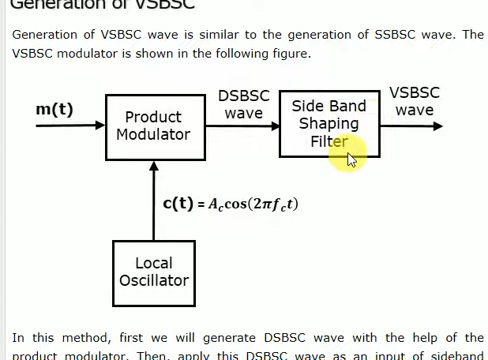 Generation of VSBSC
Generation of VSBSC wave is similar to the generation of SSBSC wave. The
VSBSC modulator is shown in the following figure.
m(t)
Product
Modulator
DSBSC
wave
Side Band
Shaping
Filter
VSBSC
wave
c(t) = A_c cos(2πf_c t)
Local
Oscillator
In this method, first we will generate DSBSC wave with the help of the
product modulator. Then, apply this DSBSC wave as an input of sideband